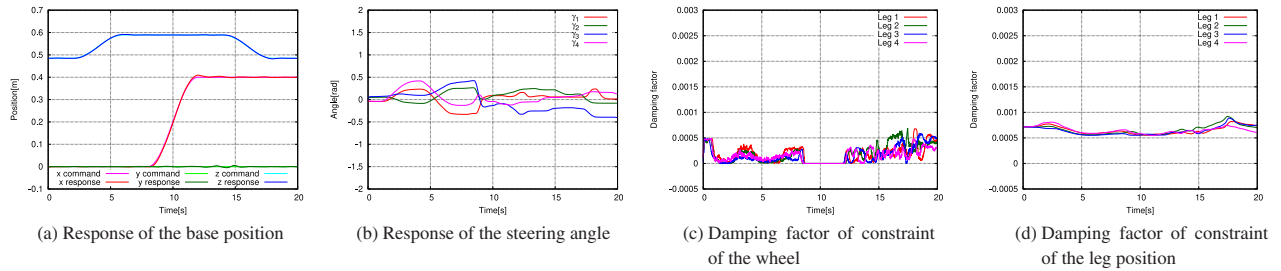 0.7
0.6
0.5
0.4
0.3
0.2
0.1
0
-0.1
Position[m]
x command
x response
y command
y response
z command
z response
0 5 10 15 20
Time[s]
(a) Response of the base position
2
1.5
1
0.5
0
-0.5
-1
-1.5
-2
Angle[rad]
γ1
γ2
γ3
γ4
0 5 10 15 20
Time[s]
(b) Response of the steering angle
0.003
0.0025
0.002
0.0015
0.001
0.0005
0
-0.0005
Damping factor
Leg 1
Leg 2
Leg 3
Leg 4
0 5 10 15 20
Time[s]
(c) Damping factor of constraint
of the wheel
0.003
0.0025
0.002
0.0015
0.001
0.0005
0
-0.0005
Damping factor
Leg 1
Leg 2
Leg 3
Leg 4
0 5 10 15 20
Time[s]
(d) Damping factor of constraint
of the leg position